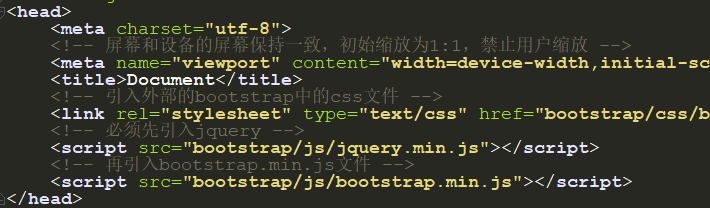 <head>
<meta charset="utf-8">
<!-- 屏幕和设备的屏幕保持一致，初始缩放为1:1，禁止用户缩放 -->
<meta name="viewport" content="width=device-width,initial-sc
<title>Document</title>
<!-- 引入外部的bootstrap中的css文件 -->
<link rel="stylesheet" type="text/css" href="bootstrap/css/b
<!-- 必须先引入jquery -->
<script src="bootstrap/js/jquery.min.js"></script>
<!-- 再引入bootstrap.min.js文件 -->
<script src="bootstrap/js/bootstrap.min.js"></script>
</head>